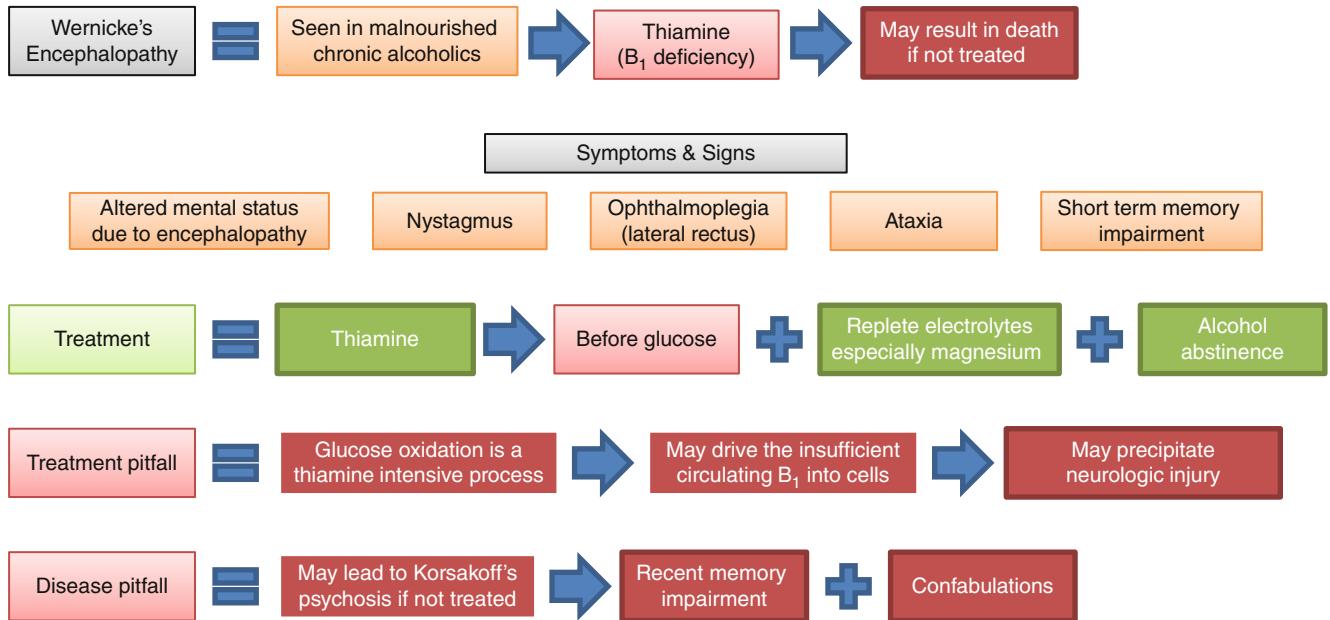 Wernicke's
Encephalopathy
Seen in malnourished
chronic alcoholics
Thiamine
(B₁ deficiency)
May result in death
if not treated
Symptoms & Signs
Altered mental status
due to encephalopathy
Nystagmus
Ophthalmoplegia
(lateral rectus)
Ataxia
Short term memory
impairment
Treatment
Thiamine
Before glucose
Replete electrolytes
especially magnesium
Alcohol
abstinence
Treatment pitfall
Glucose oxidation is a
thiamine intensive process
May drive the insufficient
circulating B₁ into cells
May precipitate
neurologic injury
Disease pitfall
May lead to Korsakoff's
psychosis if not treated
Recent memory
impairment
Confabulations